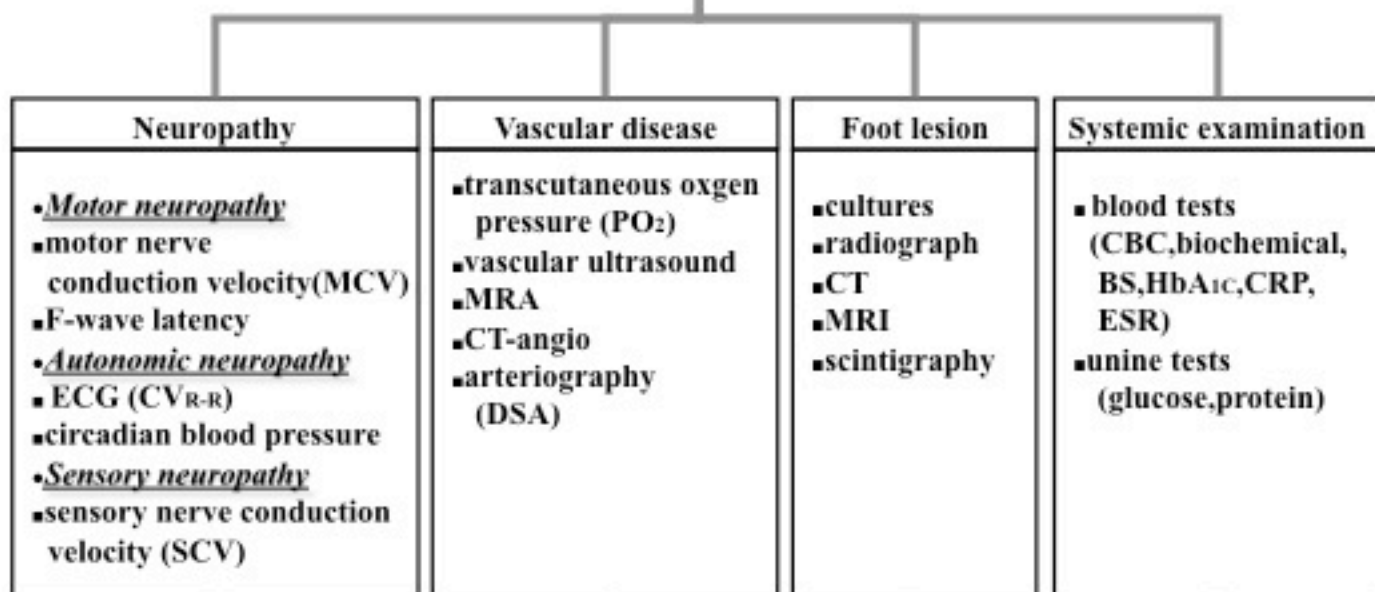 Neuropathy
•Motor neuropathy
▪motor nerve
conduction velocity(MCV)
▪F-wave latency
•Autonomic neuropathy
▪ ECG (CVR-R)
▪circadian blood pressure
•Sensory neuropathy
▪sensory nerve conduction
velocity (SCV)
Vascular disease
▪transcutaneous oxgen
pressure (PO2)
▪vascular ultrasound
▪MRA
▪CT-angio
▪arteriography
(DSA)
Foot lesion
▪cultures
▪radiograph
▪CT
▪MRI
▪scintigraphy
Systemic examination
▪ blood tests
(CBC,biochemical,
BS,HbA1C,CRP,
ESR)
▪unine tests
(glucose,protein)